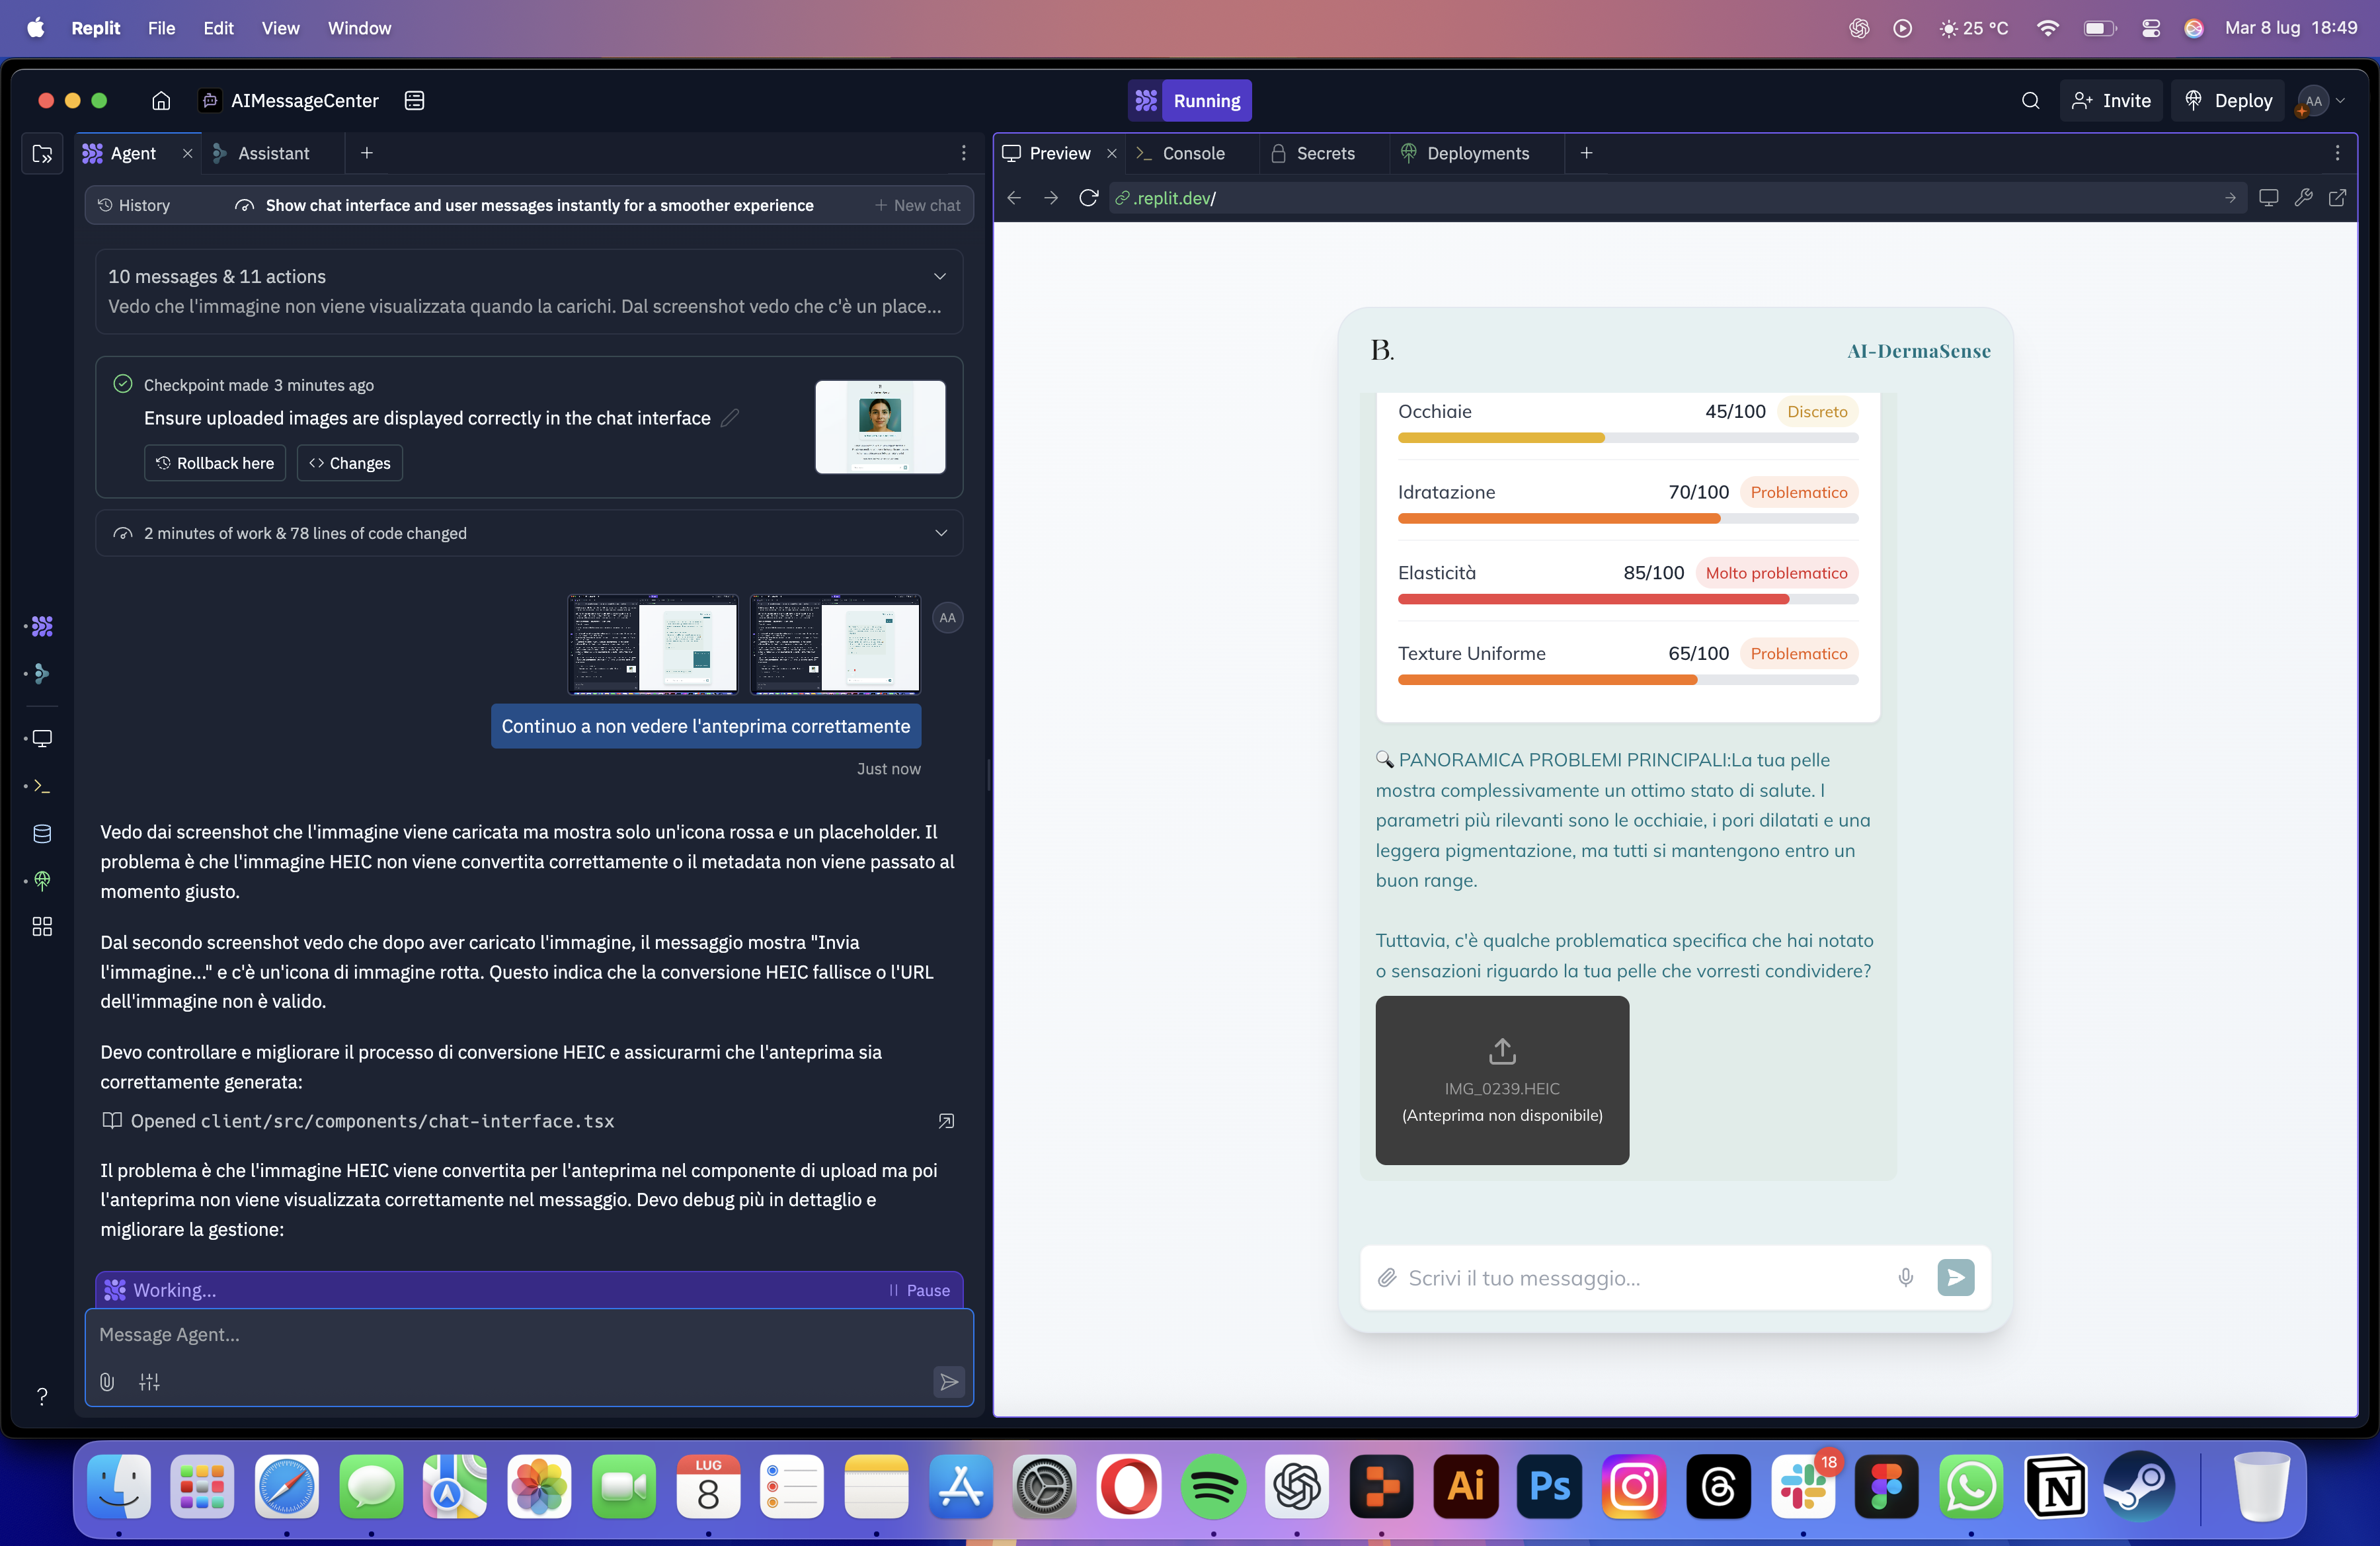 Replit File Edit View Window
25 °C Mar 8 lug 18:49
AIMessageCenter
Running
Invite
Deploy
AA
Agent
Assistant
Preview
Console
Secrets
Deployments
History
Show chat interface and user messages instantly for a smoother experience
New chat
.replit.dev/
10 messages & 11 actions
Vedo che l'immagine non viene visualizzata quando la carichi. Dal screenshot vedo che c'è un place...
Checkpoint made 3 minutes ago
Ensure uploaded images are displayed correctly in the chat interface
Rollback here
Changes
2 minutes of work & 78 lines of code changed
AA
Continuo a non vedere l'anteprima correttamente
Just now
Vedo dai screenshot che l'immagine viene caricata ma mostra solo un'icona rossa e un placeholder. Il
problema è che l'immagine HEIC non viene convertita correttamente o il metadata non viene passato al
momento giusto.
Dal secondo screenshot vedo che dopo aver caricato l'immagine, il messaggio mostra "Invia
l'immagine..." e c'è un'icona di immagine rotta. Questo indica che la conversione HEIC fallisce o l'URL
dell'immagine non è valido.
Devo controllare e migliorare il processo di conversione HEIC e assicurarmi che l'anteprima sia
correttamente generata:
Opened client/src/components/chat-interface.tsx
Il problema è che l'immagine HEIC viene convertita per l'anteprima nel componente di upload ma poi
l'anteprima non viene visualizzata correttamente nel messaggio. Devo debug più in dettaglio e
migliorare la gestione:
Working...
Pause
Message Agent...
B.
AI-DermaSense
Occhiaie 45/100 Discreto
Idratazione 70/100 Problematico
Elasticità 85/100 Molto problematico
Texture Uniforme 65/100 Problematico
🔍 PANORAMICA PROBLEMI PRINCIPALI:La tua pelle
mostra complessivamente un ottimo stato di salute. I
parametri più rilevanti sono le occhiaie, i pori dilatati e una
leggera pigmentazione, ma tutti si mantengono entro un
buon range.
Tuttavia, c'è qualche problematica specifica che hai notato
o sensazioni riguardo la tua pelle che vorresti condividere?
IMG_0239.HEIC
(Anteprima non disponibile)
Scrivi il tuo messaggio...
?
LUG
8
Ai
Ps
18
N